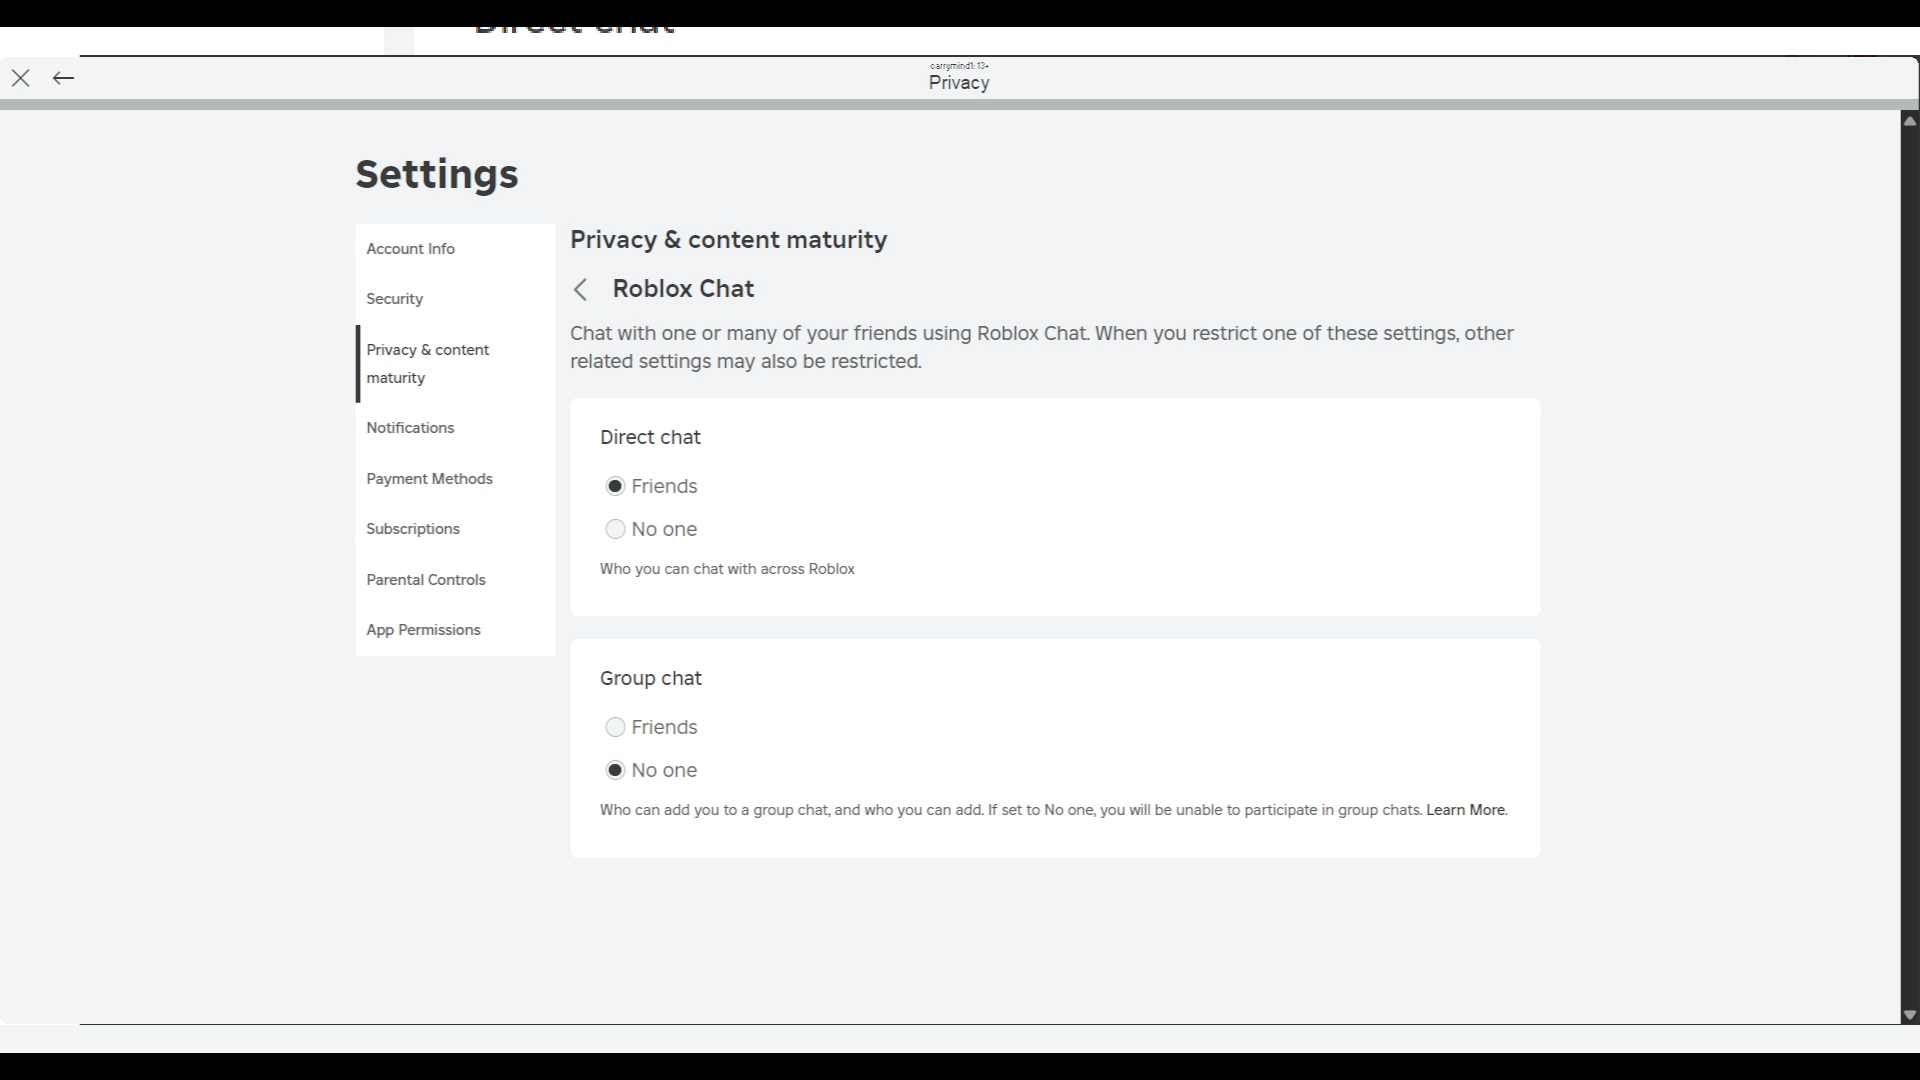 Direct chat
carrymind1: 13+
Privacy
Settings
Account Info
Security
Privacy & content
maturity
Notifications
Payment Methods
Subscriptions
Parental Controls
App Permissions
Privacy & content maturity
Roblox Chat
Chat with one or many of your friends using Roblox Chat. When you restrict one of these settings, other
related settings may also be restricted.
Direct chat
Friends
No one
Who you can chat with across Roblox
Group chat
Friends
No one
Who can add you to a group chat, and who you can add. If set to No one, you will be unable to participate in group chats. Learn More.